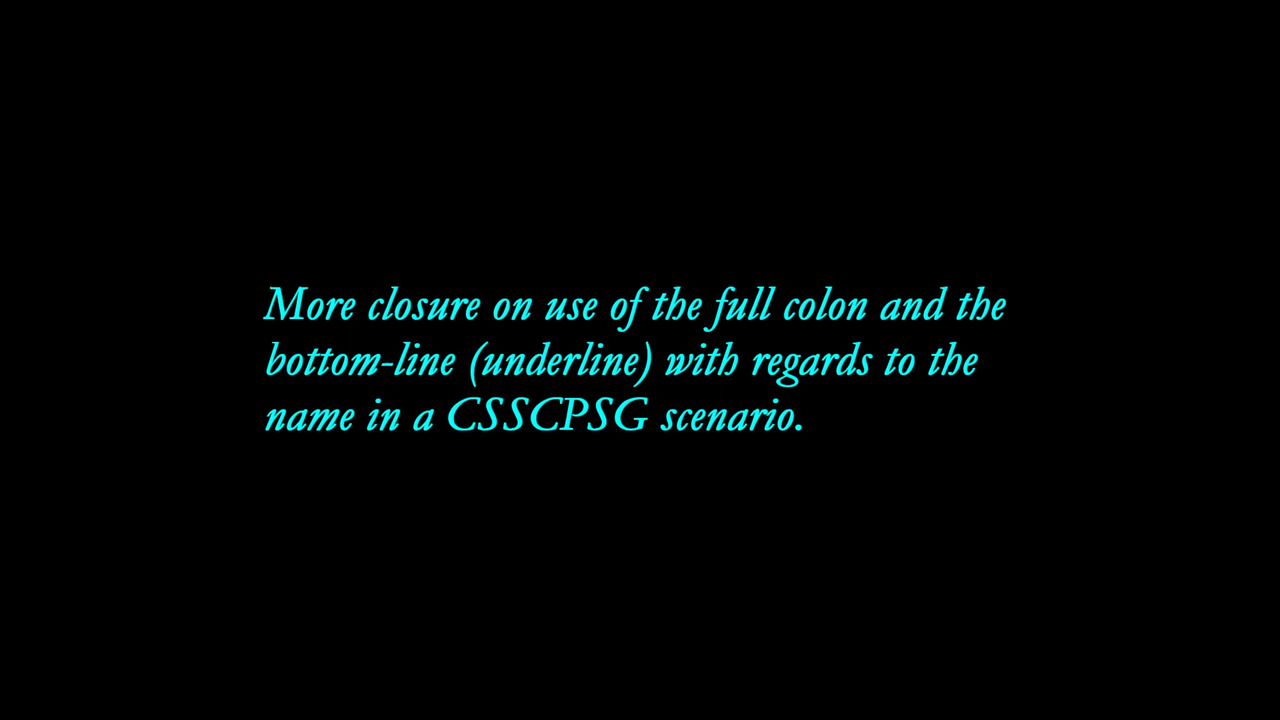 More closure on use of the full colon and the
bottom-line (underline) with regards to the
name in a CSSCPSG scenario.